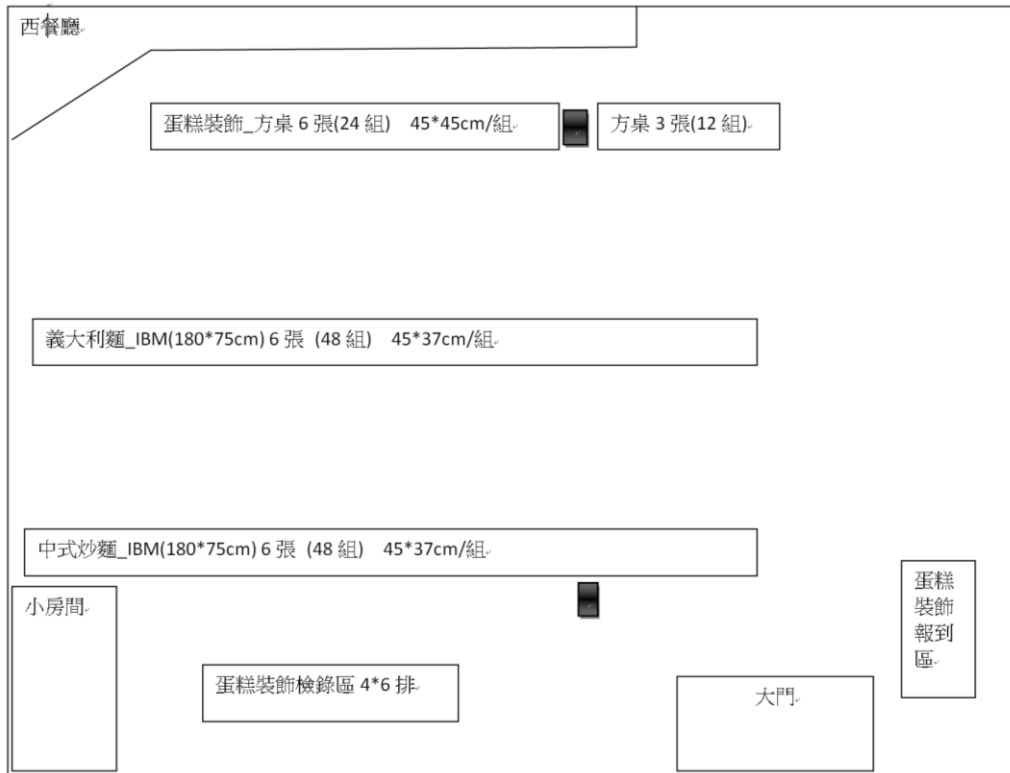 西餐廳
蛋糕裝飾_方桌 6 張(24 組) 45*45cm/組
方桌 3 張(12 組)
義大利麵_IBM(180*75cm) 6 張 (48 組) 45*37cm/組
中式炒麵_IBM(180*75cm) 6 張 (48 組) 45*37cm/組
小房間
蛋糕
裝飾
報到
區
蛋糕裝飾檢錄區 4*6 排
大門